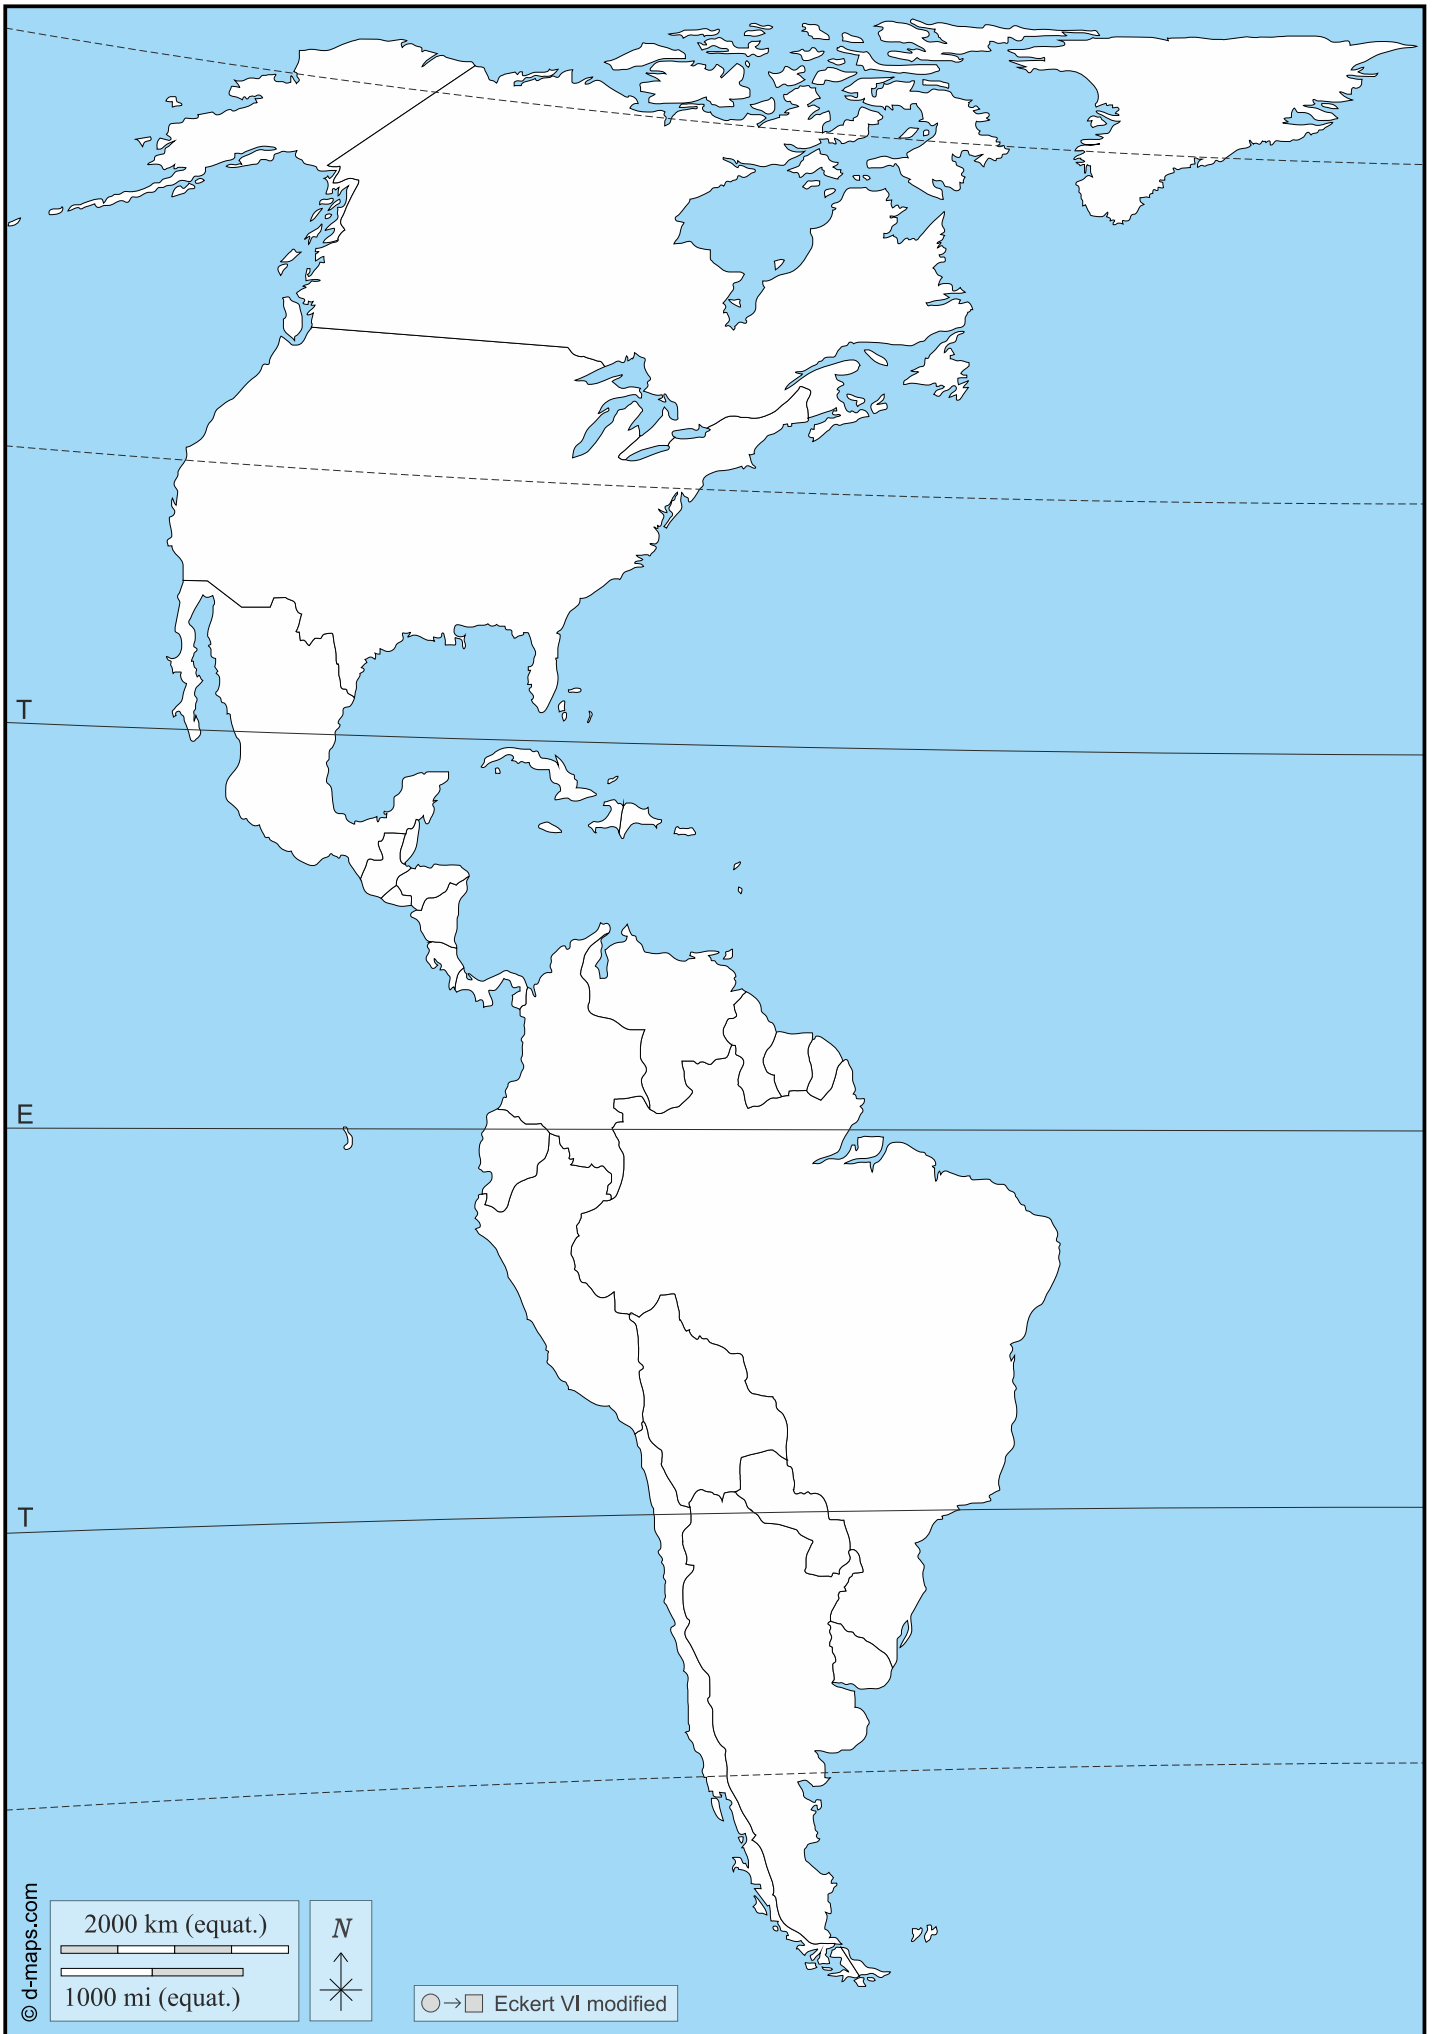 T
E
T
© d-maps.com
2000 km (equat.)
1000 mi (equat.)
N
Eckert VI modified